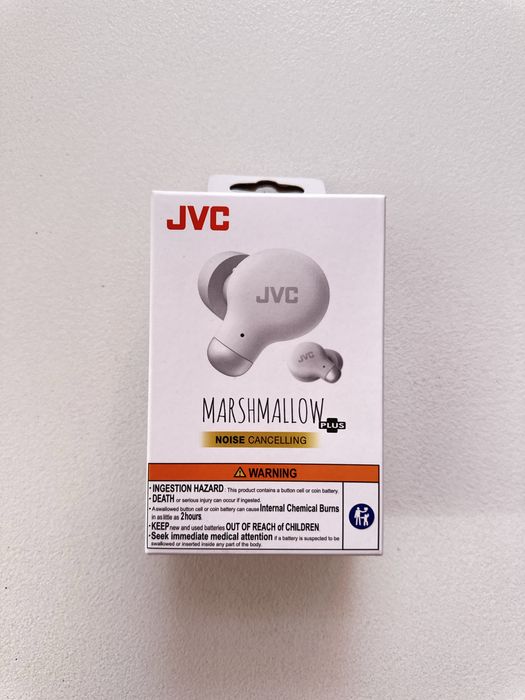 JVC
JVC
JVC
MARSHMALLOW
PLUS
NOISE CANCELLING
WARNING
• INGESTION HAZARD : This product contains a button cell or coin battery.
• DEATH or serious injury can occur if ingested.
• A swallowed button cell or coin battery can cause Internal Chemical Burns
in as little as 2hours.
• KEEP new and used batteries OUT OF REACH of CHILDREN.
• Seek immediate medical attention if a battery is suspected to be
swallowed or inserted inside any part of the body.